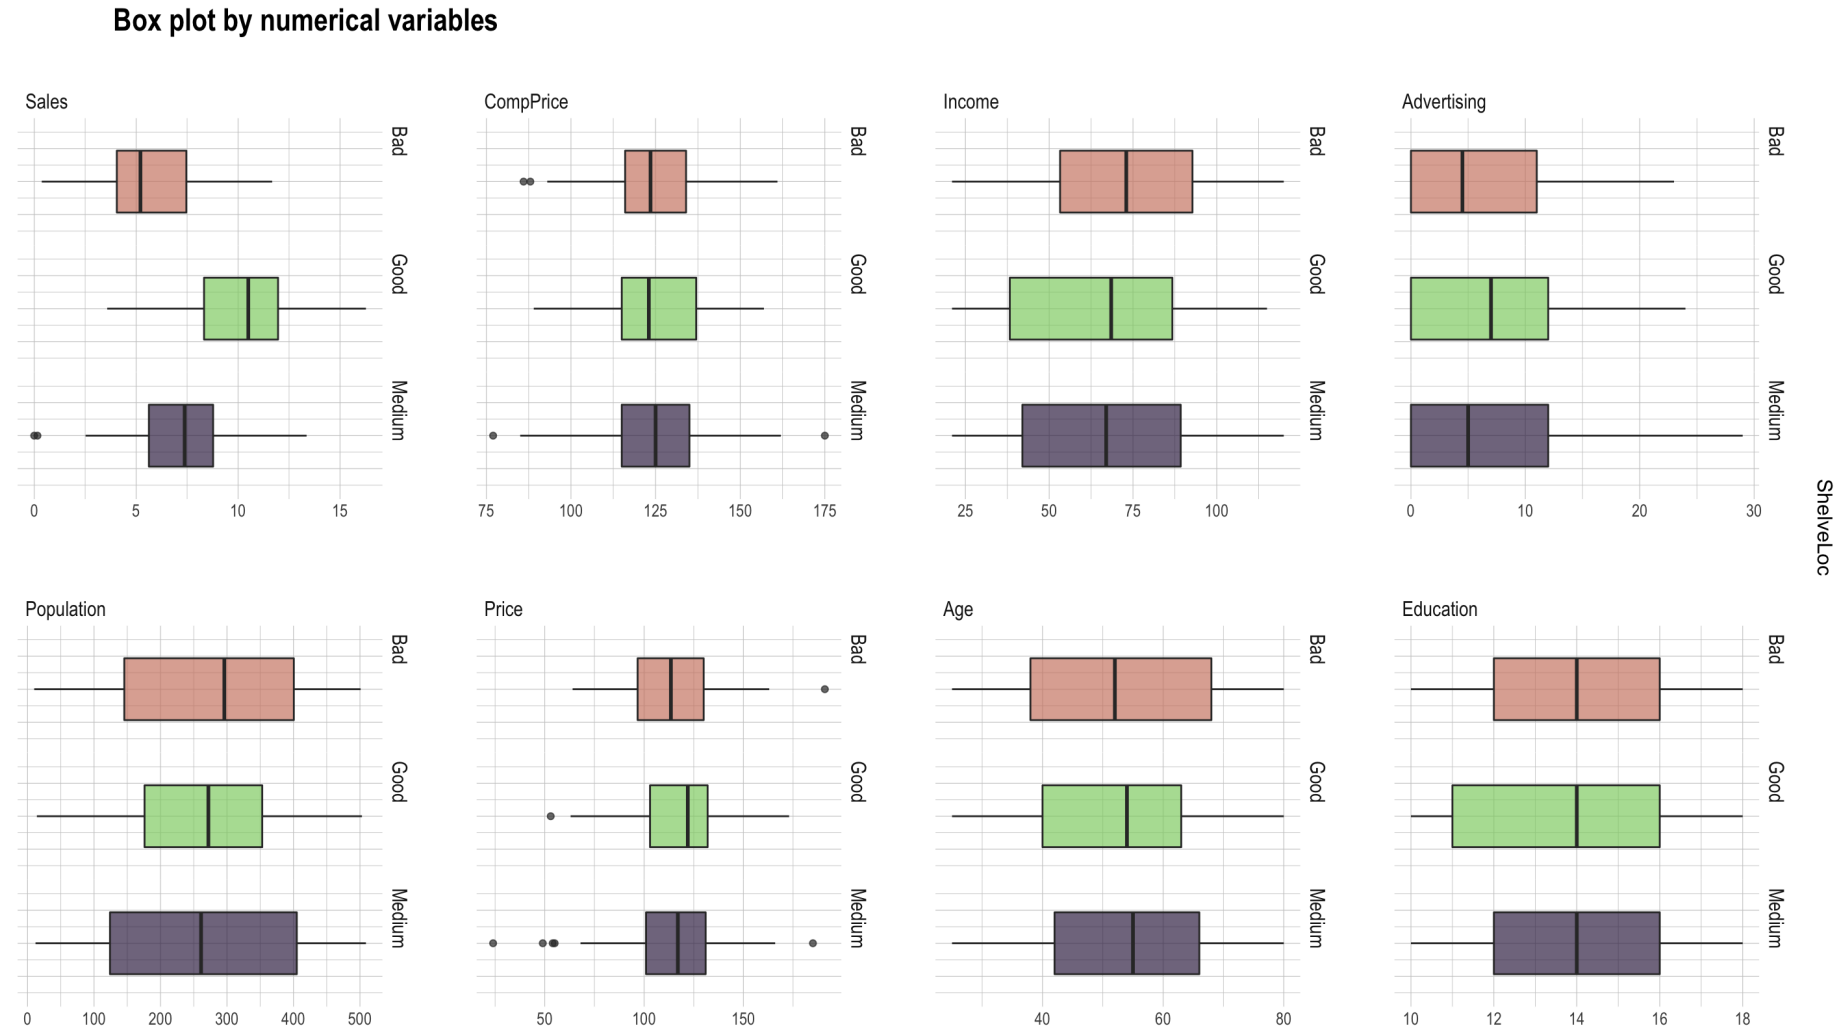 Box plot by numerical variables
Sales
CompPrice
Income
Advertising
Bad
Good
Medium
0 5 10 15
Bad
Good
Medium
75 100 125 150 175
Bad
Good
Medium
25 50 75 100
Bad
Good
Medium
0 10 20 30
ShelveLoc
Population
Price
Age
Education
Bad
Good
Medium
0 100 200 300 400 500
Bad
Good
Medium
50 100 150
Bad
Good
Medium
40 60 80
Bad
Good
Medium
10 12 14 16 18